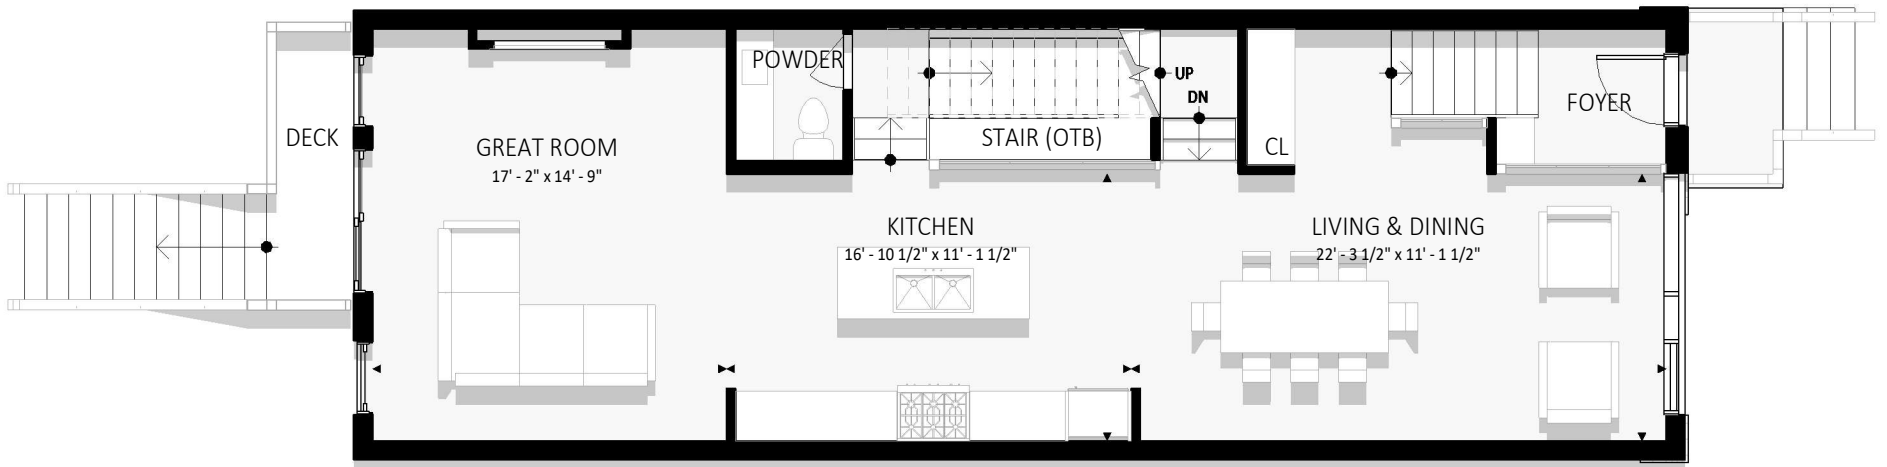 POWDER
UP
DN
FOYER
DECK
GREAT ROOM
17' - 2" x 14' - 9"
STAIR (OTB)
CL
KITCHEN
16' - 10 1/2" x 11' - 1 1/2"
LIVING & DINING
22' - 3 1/2" x 11' - 1 1/2"